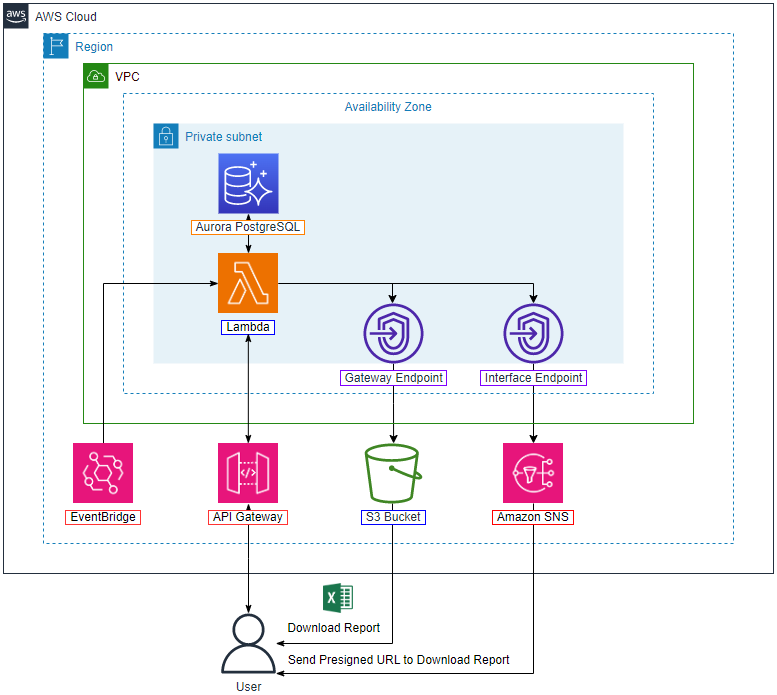 aws
AWS Cloud
Region
VPC
Availability Zone
Private subnet
Aurora PostgreSQL
Lambda
Gateway Endpoint
Interface Endpoint
EventBridge
API Gateway
S3 Bucket
Amazon SNS
X
Download Report
Send Presigned URL to Download Report
User